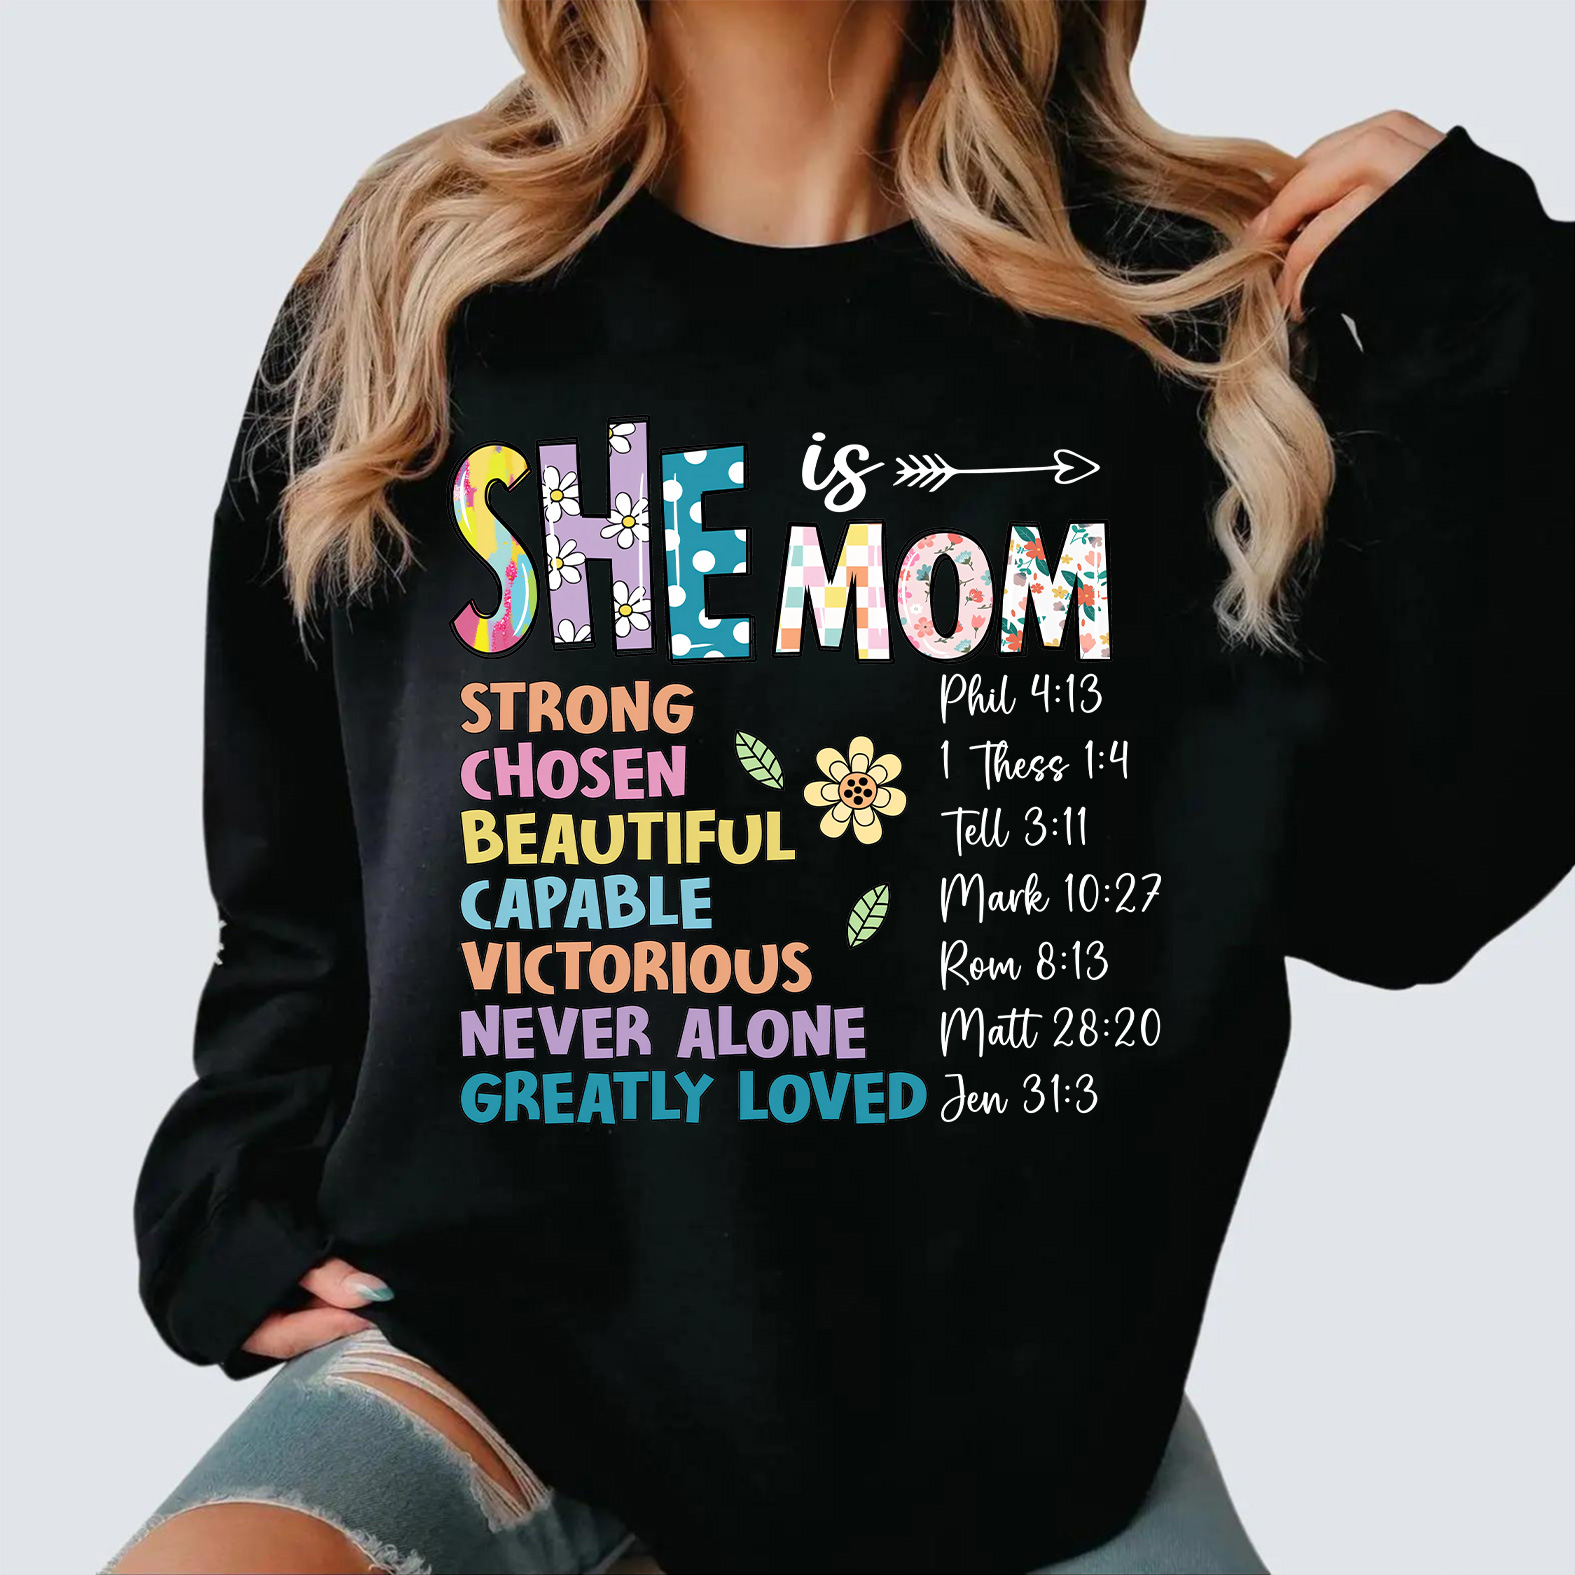 SHE is MOM
STRONG Phil 4:13
CHOSEN 1 Thess 1:4
BEAUTIFUL Tell 3:11
CAPABLE Mark 10:27
VICTORIOUS Rom 8:13
NEVER ALONE Matt 28:20
GREATLY LOVED Jen 31:3